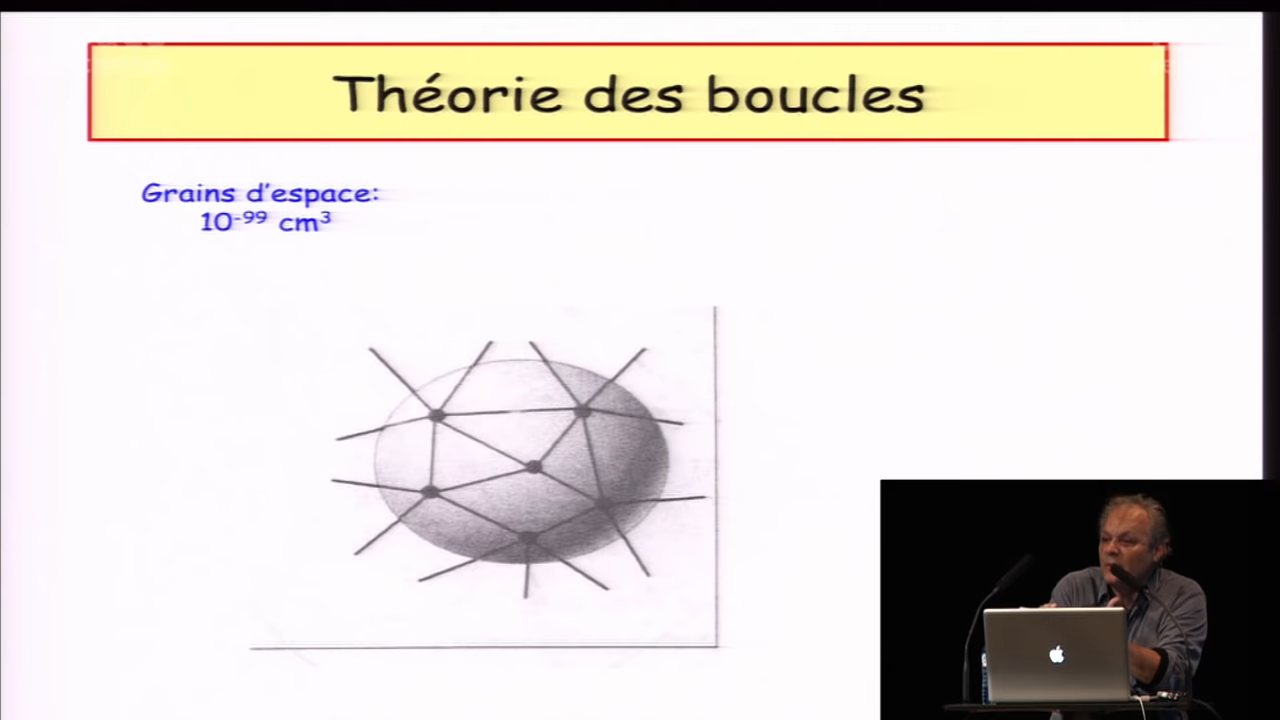 Théorie des boucles
Grains d'espace:
10⁻⁹⁹ cm³